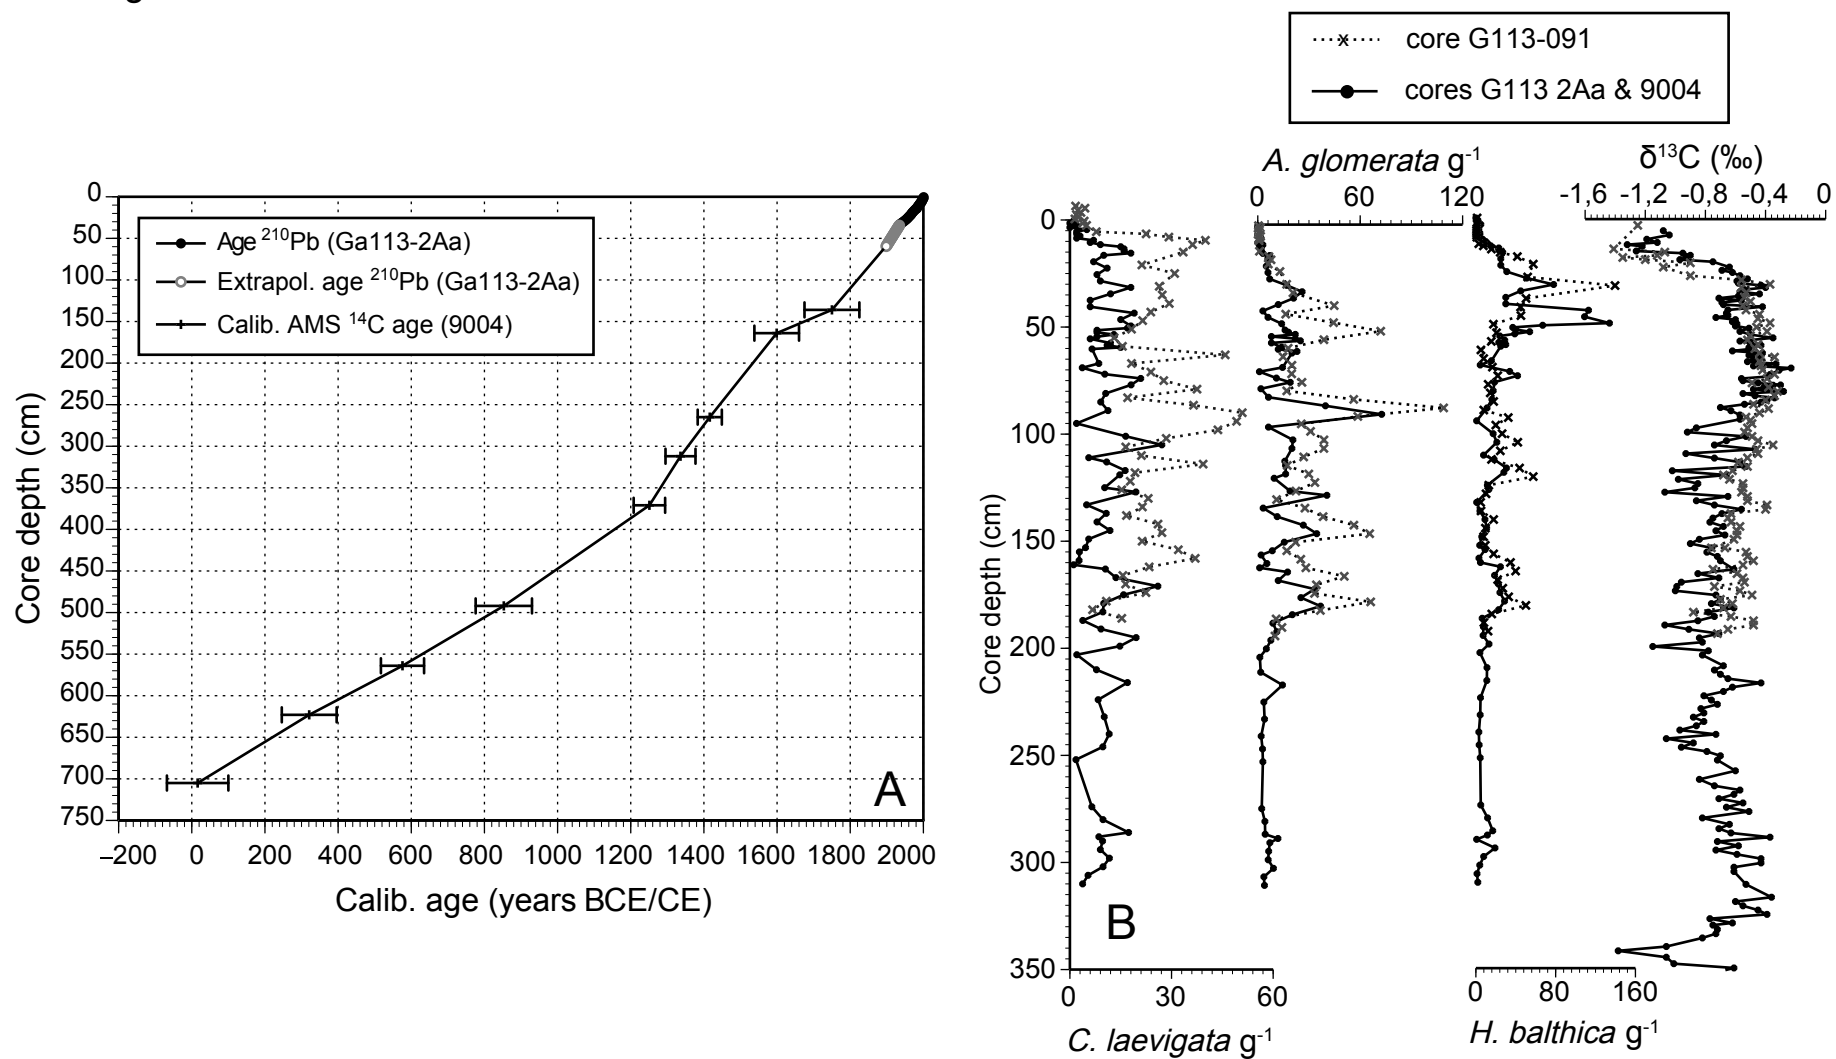 core G113-091
cores G113 2Aa & 9004
A. glomerata g-1
δ13C (‰)
0 60 120
-1,6 -1,2 -0,8 -0,4 0
0
50
100
150
200
250
300
350
400
450
500
550
600
650
700
750
Age 210Pb (Ga113-2Aa)
Extrapol. age 210Pb (Ga113-2Aa)
Calib. AMS 14C age (9004)
Core depth (cm)
A
–200 0 200 400 600 800 1000 1200 1400 1600 1800 2000
Calib. age (years BCE/CE)
0
50
100
150
200
250
300
350
Core depth (cm)
B
0 30 60
0 80 160
C. laevigata g-1
H. balthica g-1